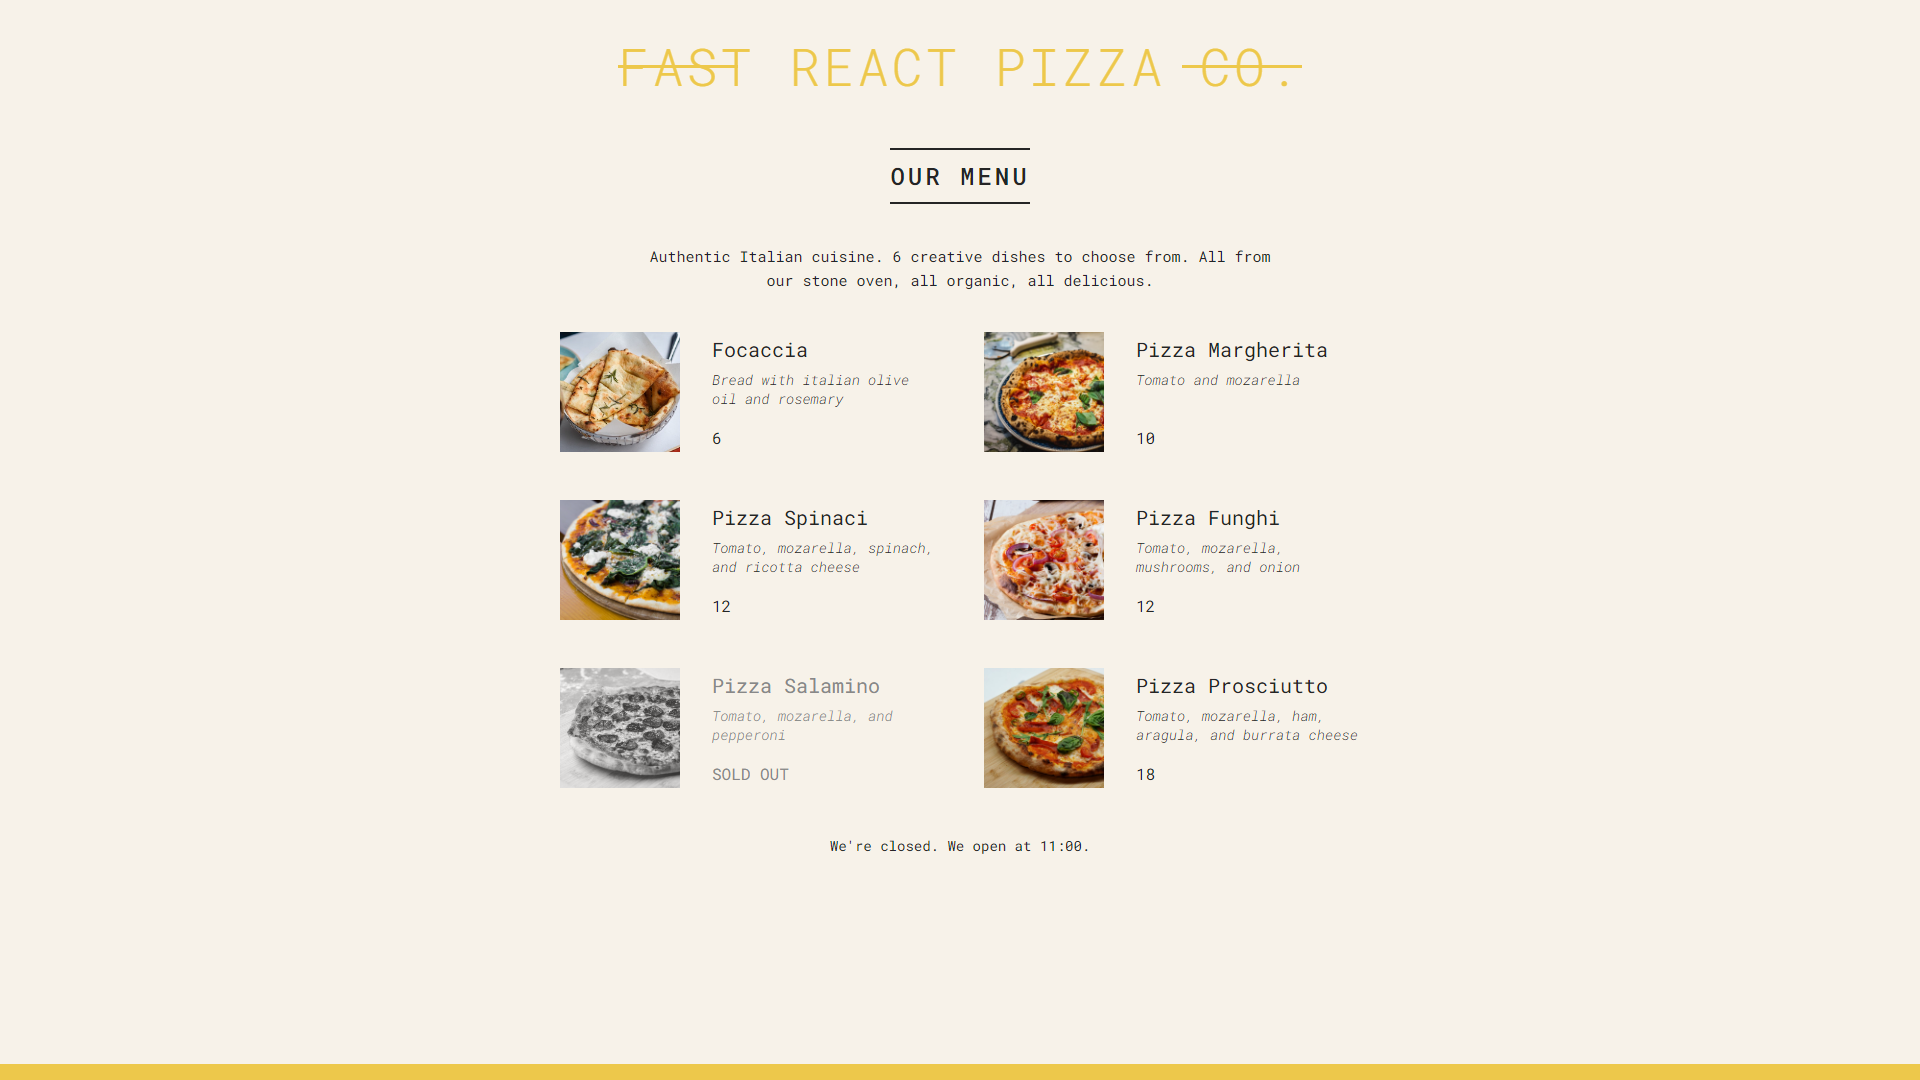 FAST REACT PIZZA CO.
OUR MENU
Authentic Italian cuisine. 6 creative dishes to choose from. All from
our stone oven, all organic, all delicious.
Focaccia
Bread with italian olive
oil and rosemary
6
Pizza Margherita
Tomato and mozarella
10
Pizza Spinaci
Tomato, mozarella, spinach,
and ricotta cheese
12
Pizza Funghi
Tomato, mozarella,
mushrooms, and onion
12
Pizza Salamino
Tomato, mozarella, and
pepperoni
SOLD OUT
Pizza Prosciutto
Tomato, mozarella, ham,
aragula, and burrata cheese
18
We're closed. We open at 11:00.